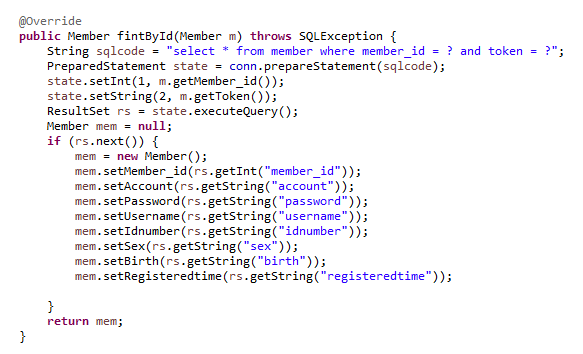 @Override
public Member fintById(Member m) throws SQLException {
    String sqlcode = "select * from member where member_id = ? and token = ?";
    PreparedStatement state = conn.prepareStatement(sqlcode);
    state.setInt(1, m.getMember_id());
    state.setString(2, m.getToken());
    ResultSet rs = state.executeQuery();
    Member mem = null;
    if (rs.next()) {
        mem = new Member();
        mem.setMember_id(rs.getInt("member_id"));
        mem.setAccount(rs.getString("account"));
        mem.setPassword(rs.getString("password"));
        mem.setUsername(rs.getString("username"));
        mem.setIdnumber(rs.getString("idnumber"));
        mem.setSex(rs.getString("sex"));
        mem.setBirth(rs.getString("birth"));
        mem.setRegisteredtime(rs.getString("registeredtime"));

    }
    return mem;
}